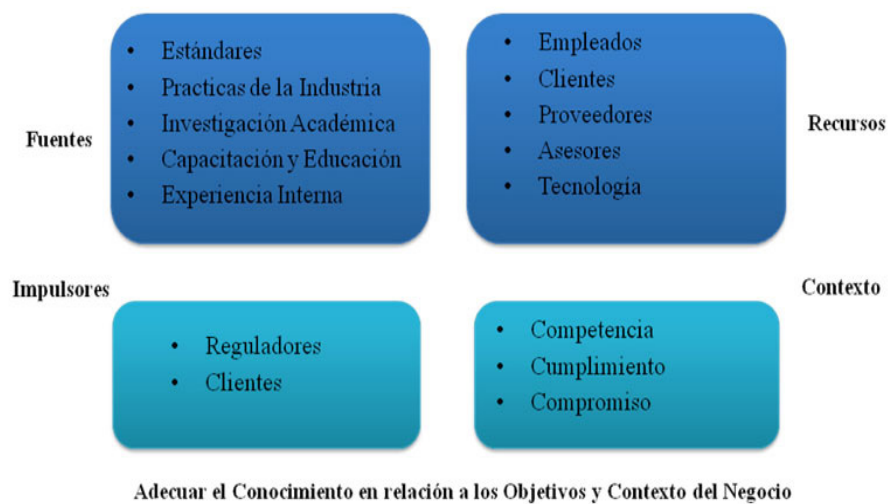 Fuentes
• Estándares
• Practicas de la Industria
• Investigación Académica
• Capacitación y Educación
• Experiencia Interna
• Empleados
• Clientes
• Proveedores
• Asesores
• Tecnología
Recursos
Impulsores
• Reguladores
• Clientes
• Competencia
• Cumplimiento
• Compromiso
Contexto
Adecuar el Conocimiento en relación a los Objetivos y Contexto del Negocio